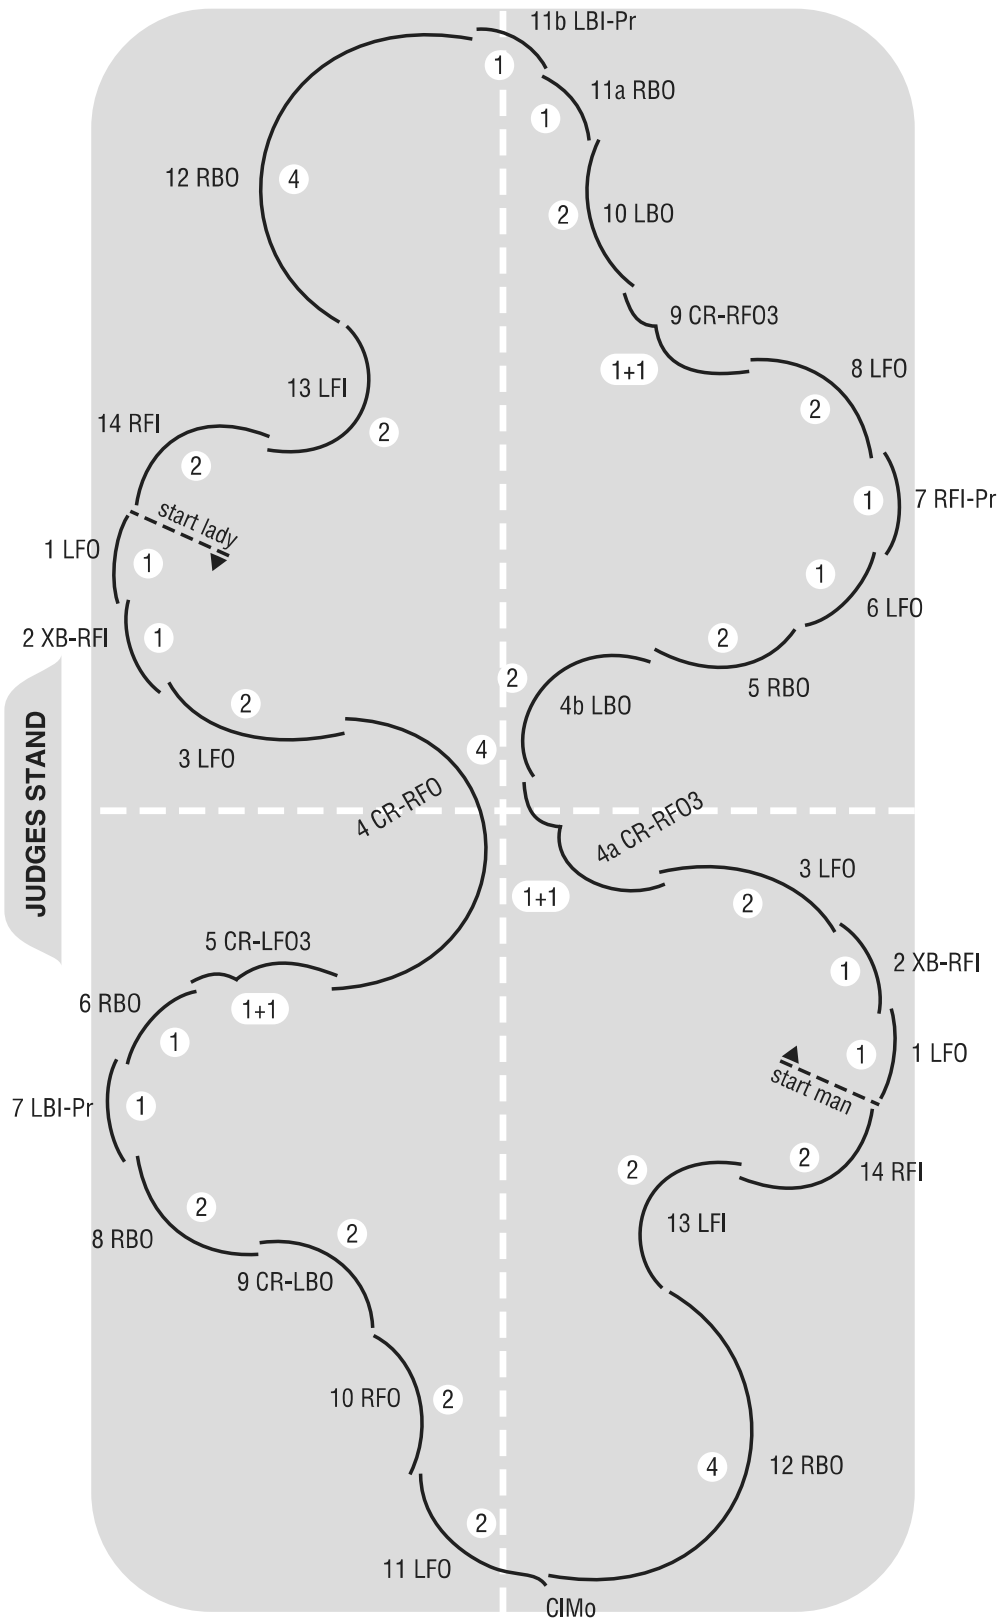 11b LBI-Pr
1
11a RBO
1
12 RBO
4
2
10 LBO
9 CR-RFO3
1+1
8 LFO
2
13 LFI
2
14 RFI
2
start lady
1 LFO
1
7 RFI-Pr
1
1
6 LFO
2 XB-RFI
1
2
5 RBO
2
4b LBO
2
3 LFO
4
4 CR-RFO
JUDGES STAND
4a CR-RFO3
1+1
3 LFO
2
5 CR-LFO3
1+1
2 XB-RFI
1
6 RBO
1
1 LFO
1
start man
7 LBI-Pr
1
14 RFI
2
2
13 LFI
8 RBO
2
2
9 CR-LBO
10 RFO
2
4
12 RBO
2
11 LFO
ClMo